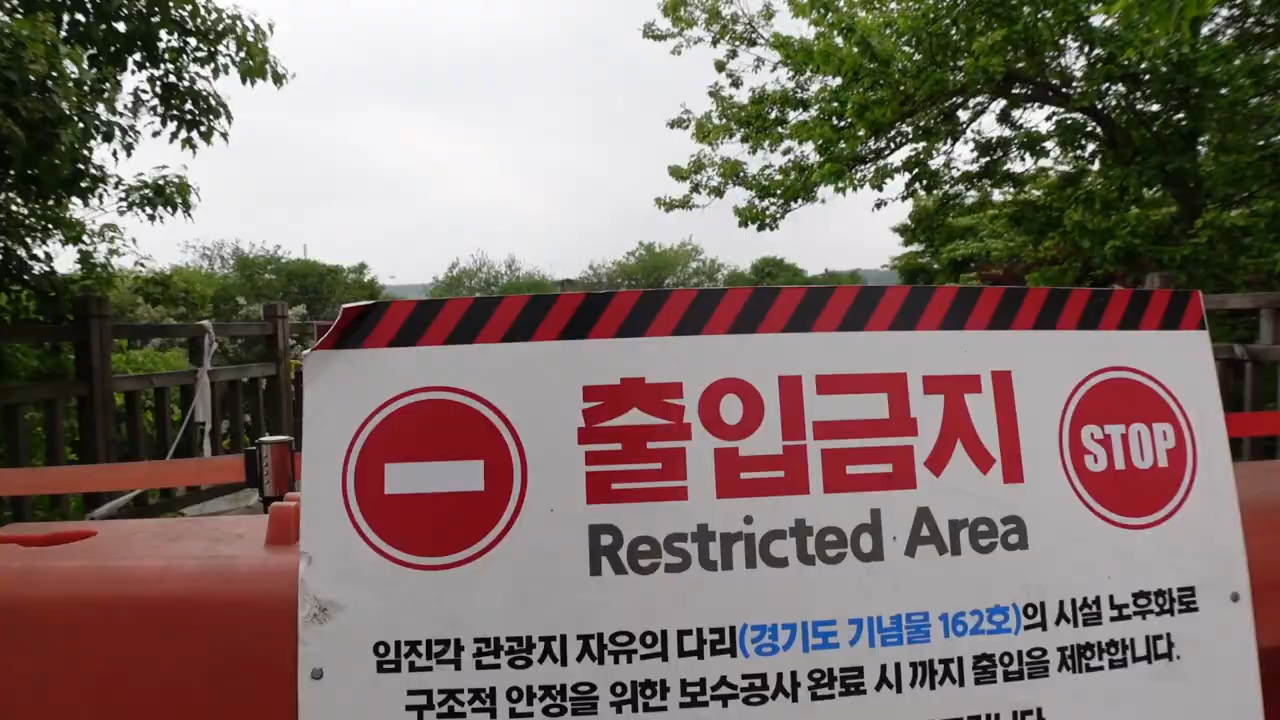 출입금지
STOP
Restricted Area
임진각 관광지 자유의 다리(경기도 기념물 162호)의 시설 노후화로
구조적 안정을 위한 보수공사 완료 시 까지 출입을 제한합니다.